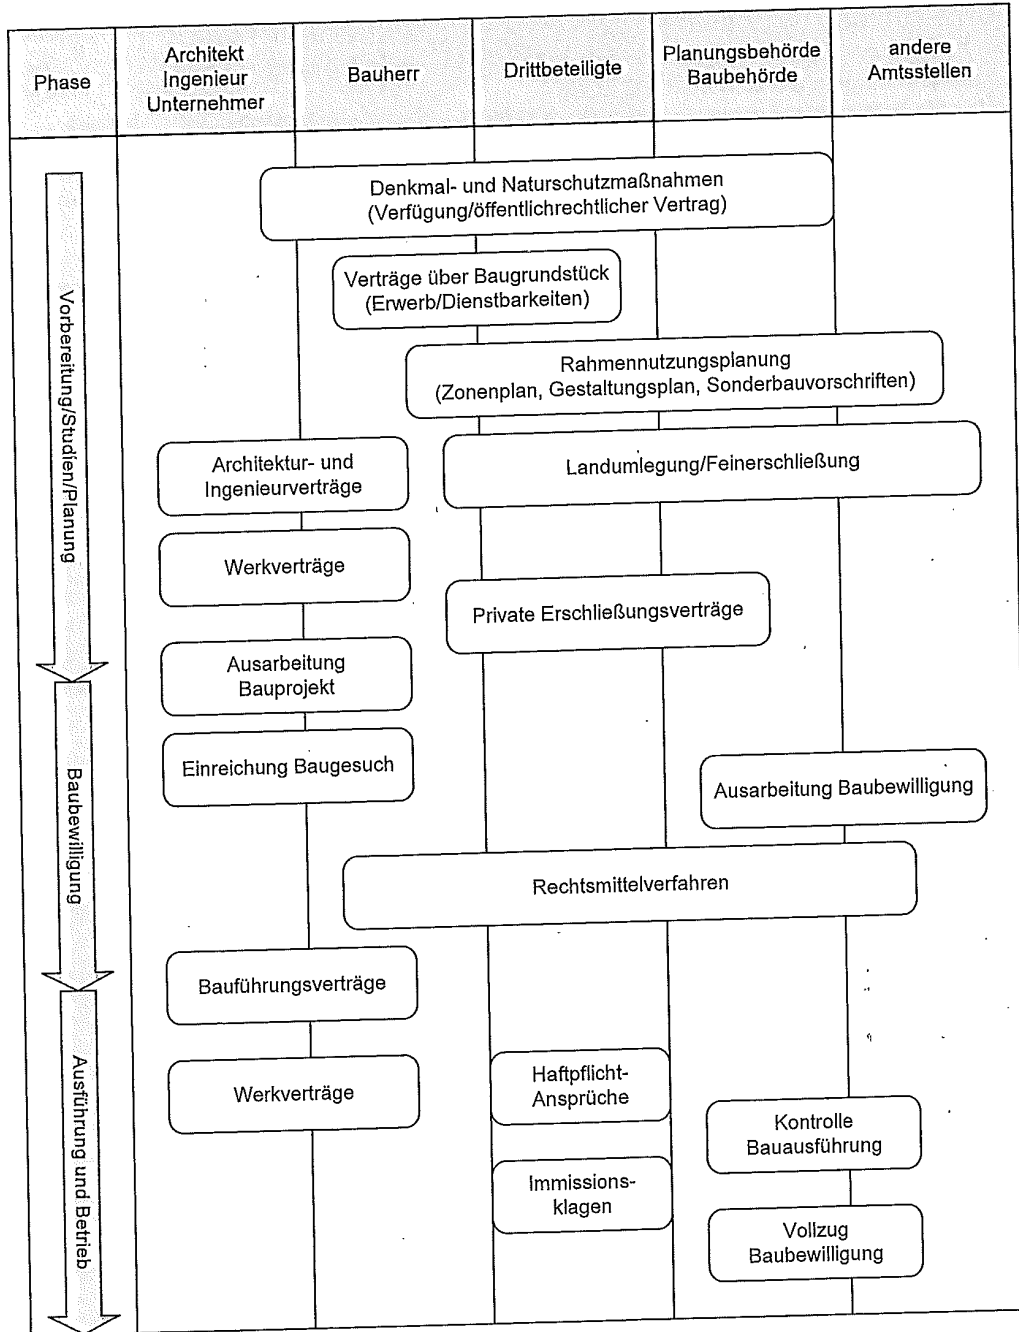 Phase
Architekt
Ingenieur
Unternehmer
Bauherr
Drittbeteiligte
Planungsbehörde
Baubehörde
andere
Amtsstellen
Vorbereitung/Studien/Planung
Denkmal- und Naturschutzmaßnahmen
(Verfügung/öffentlichrechtlicher Vertrag)
Verträge über Baugrundstück
(Erwerb/Dienstbarkeiten)
Rahmennutzungsplanung
(Zonenplan, Gestaltungsplan, Sonderbauvorschriften)
Architektur- und
Ingenieurverträge
Landumlegung/Feinerschließung
Werkverträge
Private Erschließungsverträge
Ausarbeitung
Bauprojekt
Baubewilligung
Einreichung Baugesuch
Ausarbeitung Baubewilligung
Rechtsmittelverfahren
Bauführungsverträge
Ausführung und Betrieb
Werkverträge
Haftpflicht-
Ansprüche
Kontrolle
Bauausführung
Immissions-
klagen
Vollzug
Baubewilligung